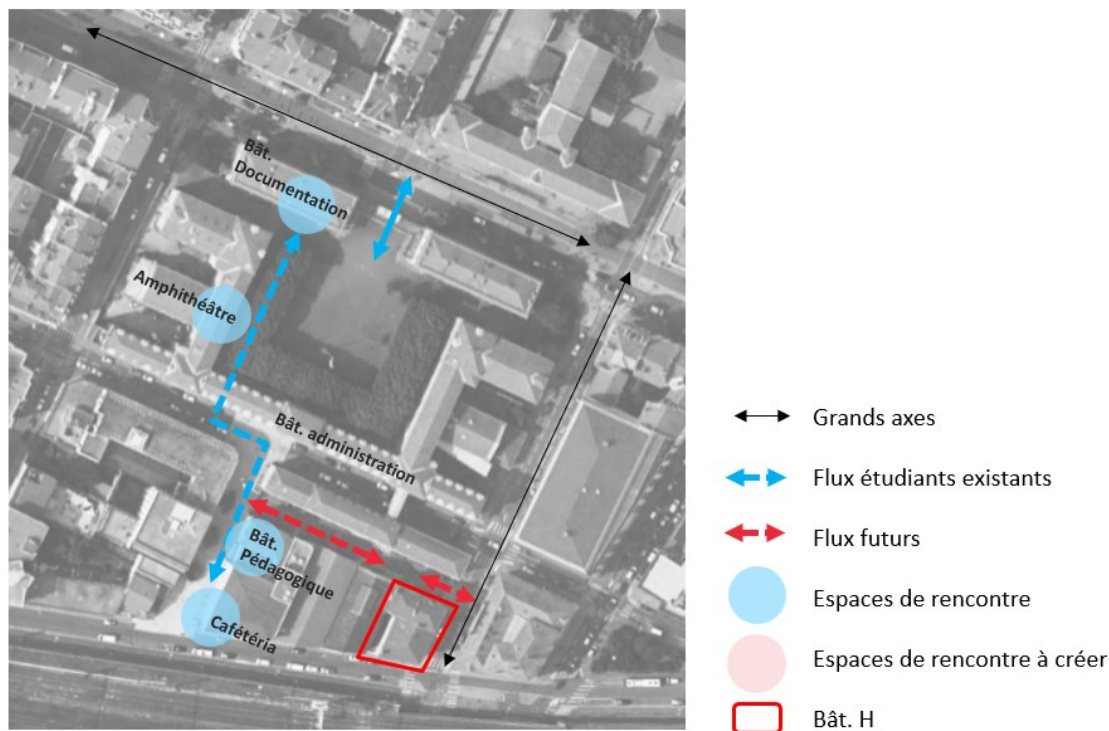 Bât.
Documentation
Amphithéâtre
Bât. administration
Bât.
Pédagogique
Cafétéria
Grands axes
Flux étudiants existants
Flux futurs
Espaces de rencontre
Espaces de rencontre à créer
Bât. H